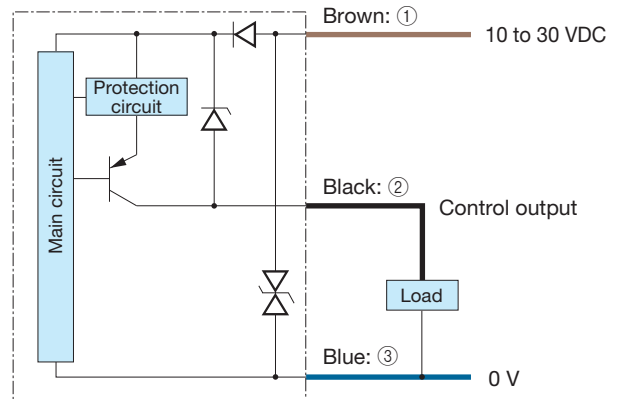 Brown: ①
10 to 30 VDC
Protection
circuit
Main circuit
Black: ②
Control output
Load
Blue: ③
0 V